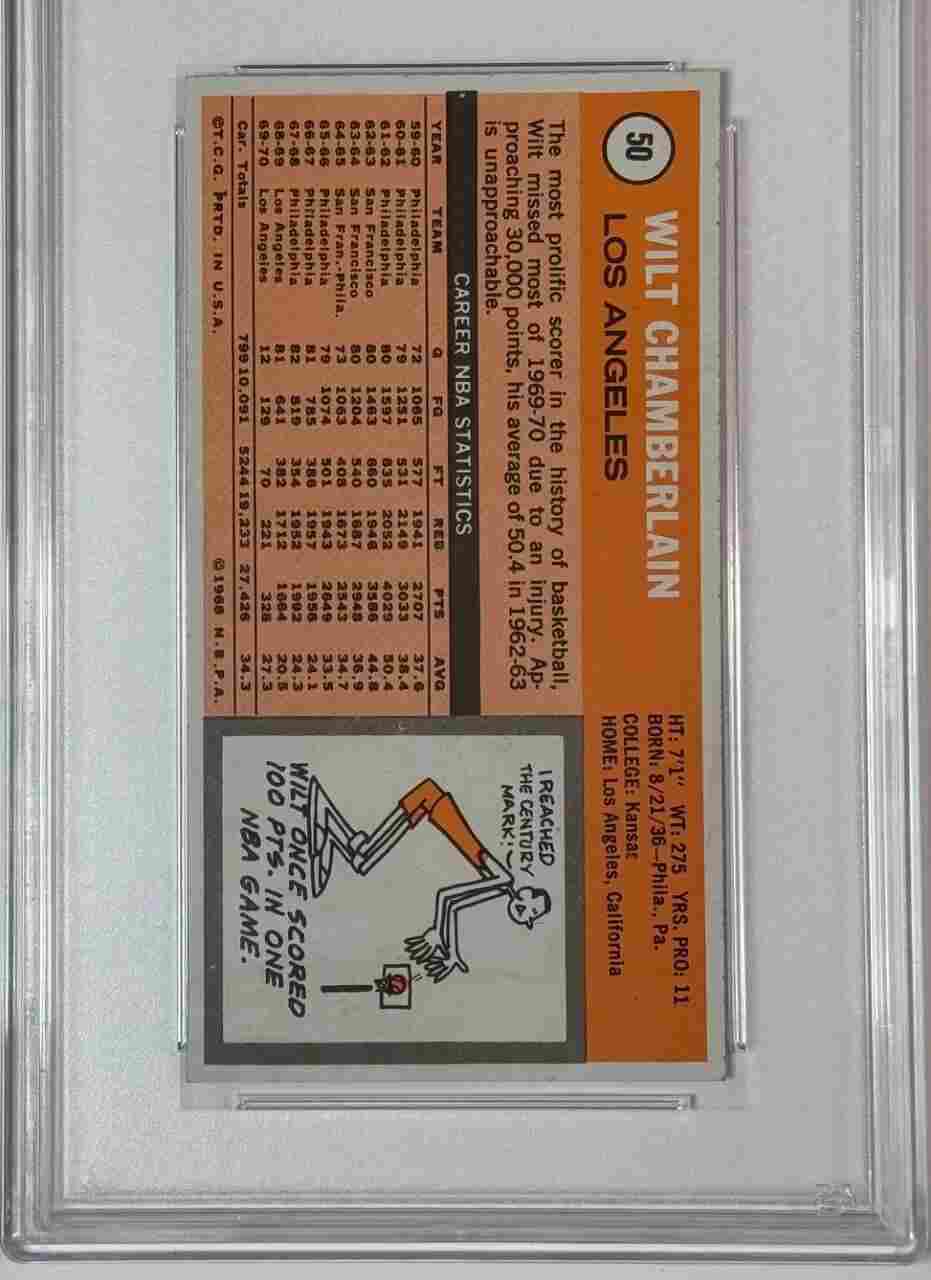 50
WILT CHAMBERLAIN
LOS ANGELES
HT: 7'1" WT: 275 YRS. PRO: 11
BORN: 8/21/36—Phila., Pa.
COLLEGE: Kansas
HOME: Los Angeles, California
The most prolific scorer in the history of basketball,
Wilt missed most of 1969-70 due to an injury. Ap-
proaching 30,000 points, his average of 50.4 in 1962-63
is unapproachable.
CAREER NBA STATISTICS
YEAR TEAM G FG FT REB PTS AVG
59-60 Philadelphia 72 1065 577 1941 2707 37.6
60-61 Philadelphia 79 1251 531 2149 3033 38.4
61-62 Philadelphia 80 1597 835 2052 4029 50.4
62-63 San Francisco 80 1463 660 1946 3586 44.8
63-64 San Francisco 80 1204 540 1687 2948 36.9
64-65 San Fran.-Phila. 73 1063 408 1673 2543 34.7
65-66 Philadelphia 79 1074 501 1943 2649 33.5
66-67 Philadelphia 81 785 386 1957 1956 24.1
67-68 Philadelphia 82 819 354 1952 1992 24.3
68-69 Los Angeles 81 641 382 1712 1664 20.5
69-70 Los Angeles 12 129 70 221 328 27.3
Car. Totals 799 10,091 5244 19,233 27,426 34.3
©T.C.G. PRTD. IN U.S.A. ©1968 N.B.P.A.
I REACHED
THE CENTURY
MARK!
WILT ONCE SCORED
100 PTS. IN ONE
NBA GAME.